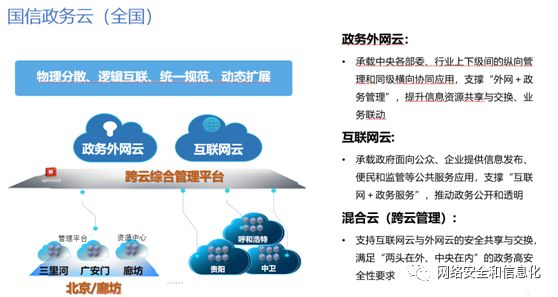 国信政务云（全国）
物理分散、逻辑互联、统一规范、动态扩展
政务外网云
互联网云
跨云综合管理平台
openstack
管理平台
资源中心
三里河
广安门
廊坊
北京/廊坊
呼和浩特
贵阳
中卫
政务外网云：
• 承载中央各部委、行业上下级间的纵向管
理和同级横向协同应用，支撑“外网＋政
务管理”，提升信息资源共享与交换、业
务联动
互联网云:
• 承载政府面向公众、企业提供信息发布、
便民和监管等公共服务应用，支撑“互联
网＋政务服务”，推动政务公开和透明
混合云（跨云管理）：
• 支持互联网云与外网云的安全共享与交换，
满足“两头在外、中央在内”的政务高安
全性要求
网络安全和信息化